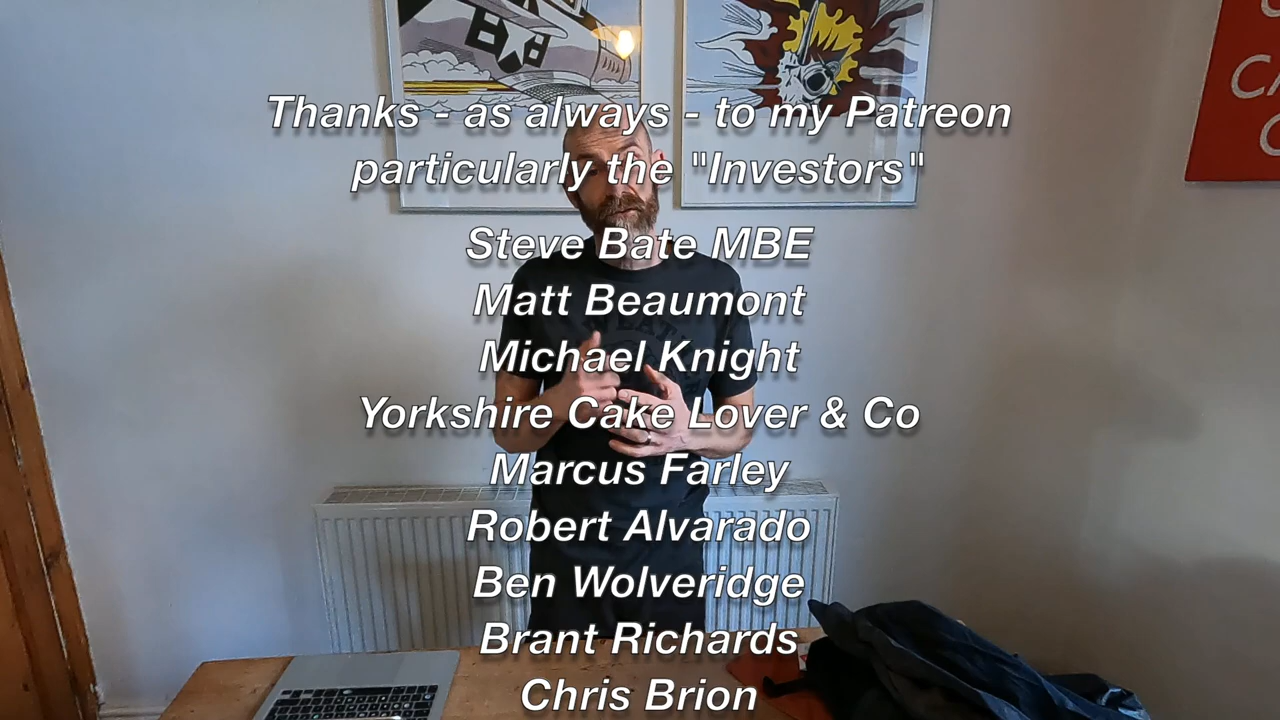 Thanks - as always - to my Patreon
particularly the "Investors"
Steve Bate MBE
Matt Beaumont
Michael Knight
Yorkshire Cake Lover & Co
Marcus Farley
Robert Alvarado
Ben Wolveridge
Brant Richards
Chris Brion